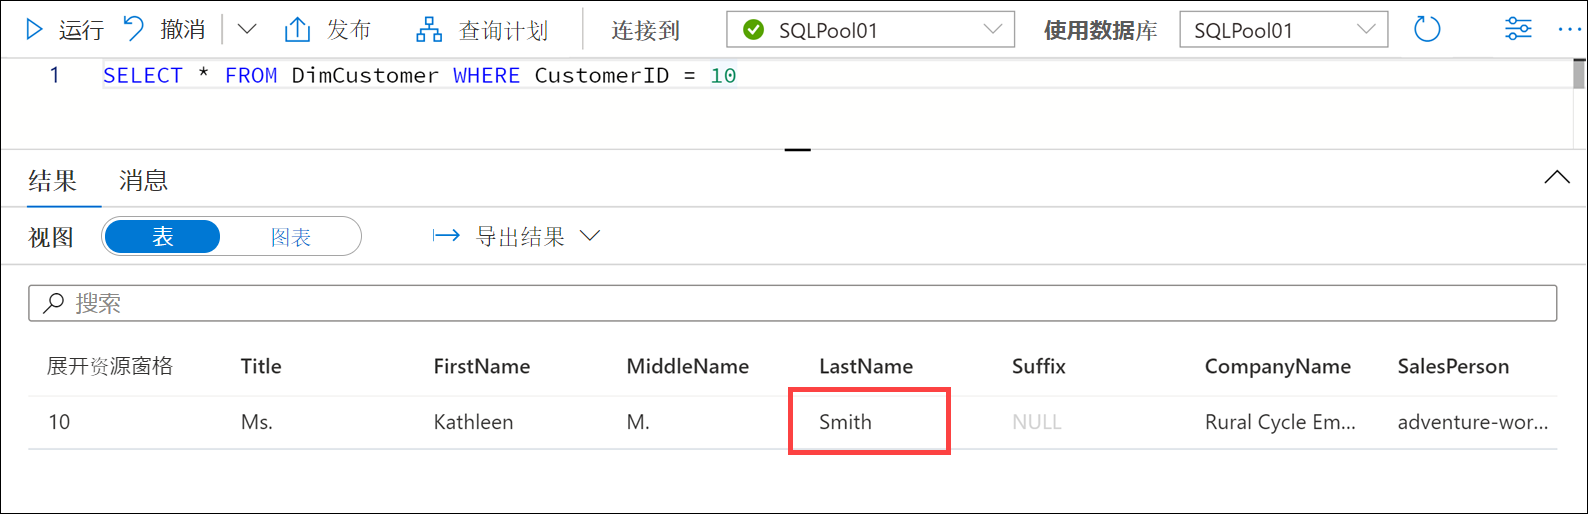 运行 撤消 发布 查询计划 连接到 SQLPool01 使用数据库 SQLPool01
1 SELECT * FROM DimCustomer WHERE CustomerID = 10
结果 消息
视图 表 图表 导出结果
搜索
展开资源窗格 Title FirstName MiddleName LastName Suffix CompanyName SalesPerson
10 Ms. Kathleen M. Smith NULL Rural Cycle Em... adventure-wor...